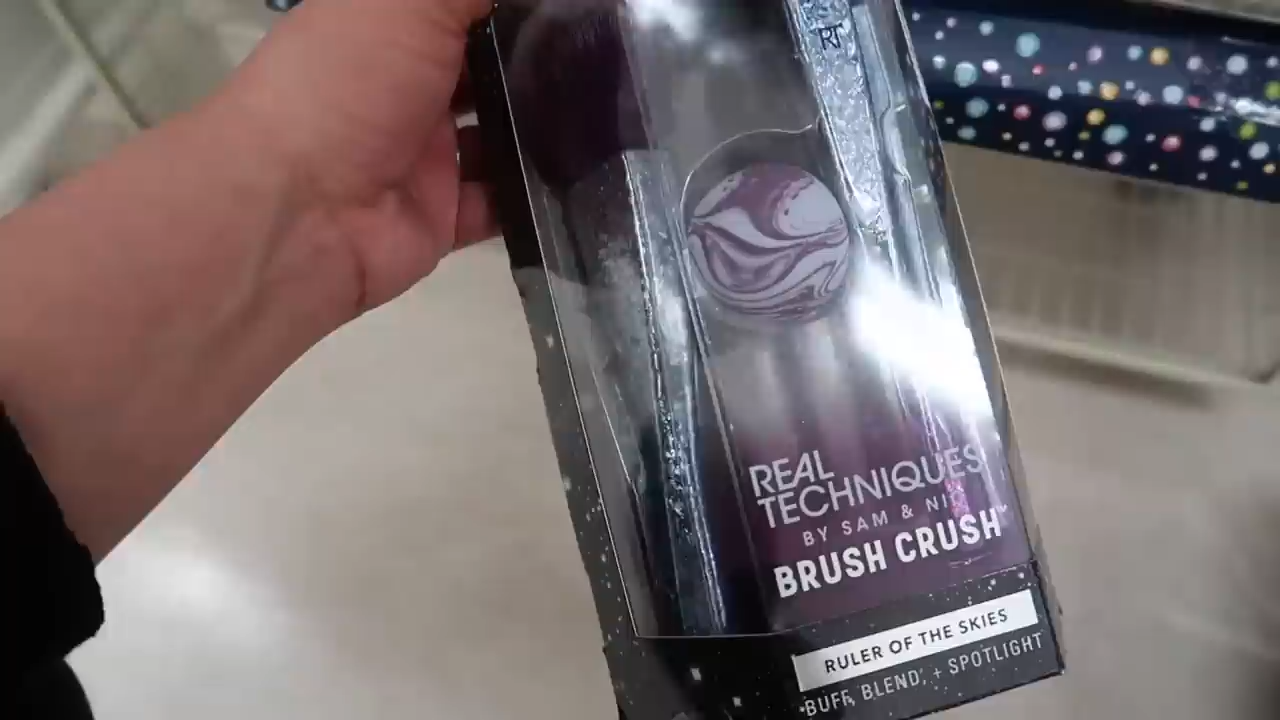 RT
REAL
TECHNIQUES
BY SAM &
BRUSH CRUSH™
RULER OF THE SKIES
BUFF, BLEND, + SPOTLIGHT